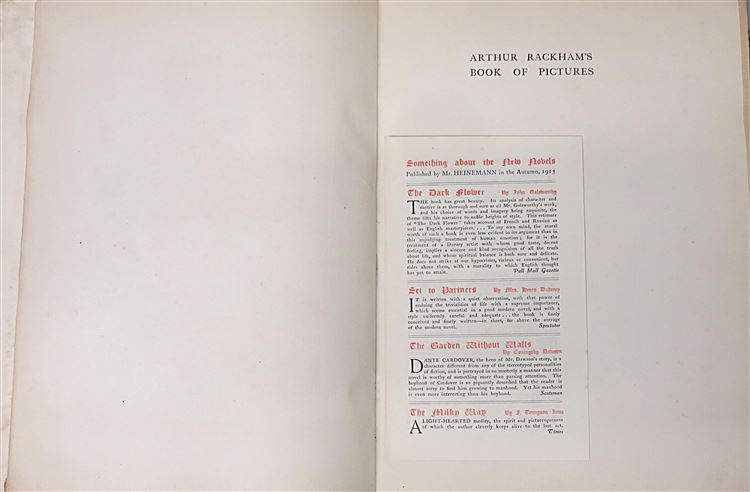 ARTHUR RACKHAM'S
BOOK OF PICTURES
Something about the New Novels
Published by Mr. HEINEMANN in the Autumn, 1913
The Dark Flower By John Galsworthy
THE book has great beauty. Its analysis of character and
motive is as thorough and sure as all Mr. Galsworthy's work,
and his choice of words and imagery being exquisite, the
theme lifts his narrative to noble heights of style. This estimate
of "The Dark Flower" takes account of French and Russian as
well as English masterpieces. . . . To my own mind, the moral
worth of such a book is even less evident in its argument than in
this unjudging treatment of human emotion; for it is the
treatment of a literary artist with whom good taste, decent
feeling, implies a sincere and kind recognition of all the truth
about life, and whose spiritual balance is both sure and delicate.
He does not strike at our hypocrisies, vicious or convenient, but
rides above them, with a morality to which English thought
has yet to attain. Pall Mall Gazette
Set to Partners By Mrs. Henry Dudeney
IT is written with a quiet observation, with that power of
enduing the trivialities of life with a supreme importance,
which seems essential in a good modern novel, and with a
style uniformly careful and adequate . . . the book is finely
conceived and finely written—in short, far above the average
of the modern novel. Spectator
The Garden Without Walls
By Coningsby Dawson
DANTE CARDOVER, the hero of Mr. Dawson's story, is a
character different from any of the stereotyped personalities
of fiction, and is portrayed in so masterly a manner that this
novel is worthy of something more than passing attention. The
boyhood of Cardover is so piquantly described that the reader is
almost sorry to find him growing to manhood. Yet his manhood
is even more interesting than his boyhood. Scotsman
The Milky Way By F. Tennyson Jesse
A LIGHT-HEARTED medley, the spirit and picturesqueness
of which the author cleverly keeps alive to the last act.
Times